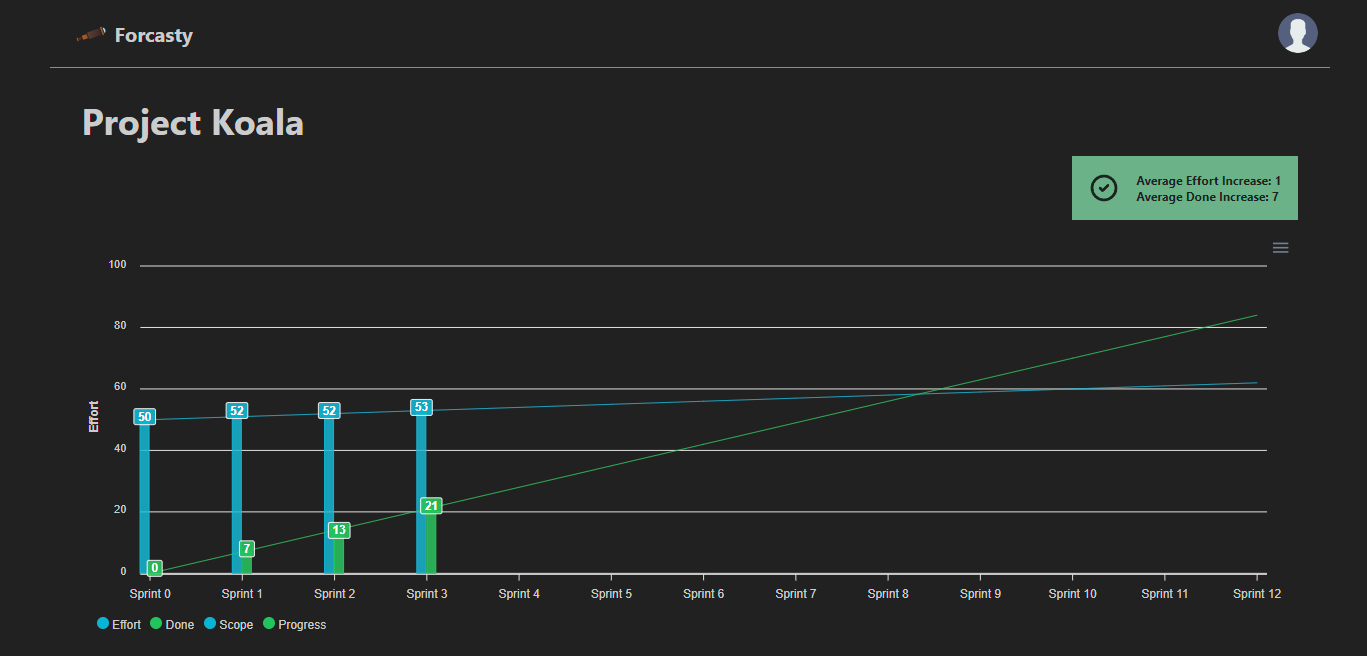 Forcasty
Project Koala
Average Effort Increase: 1
Average Done Increase: 7
100
80
60
40
20
0
Effort
50
52
52
53
0
7
13
21
Sprint 0
Sprint 1
Sprint 2
Sprint 3
Sprint 4
Sprint 5
Sprint 6
Sprint 7
Sprint 8
Sprint 9
Sprint 10
Sprint 11
Sprint 12
Effort
Done
Scope
Progress